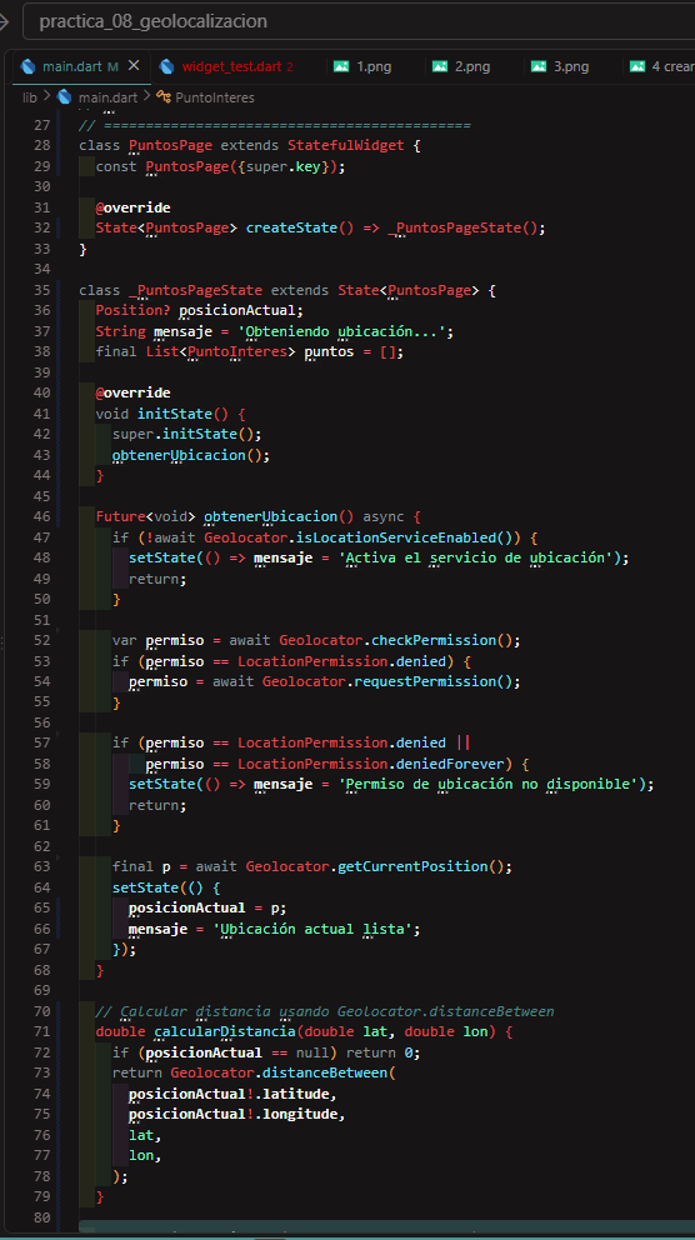 practica_08_geolocalizacion
main.dart M
widget_test.dart 2
1.png
2.png
3.png
4 crear
lib > main.dart > PuntoInteres
27 // ============================================
28 class PuntosPage extends StatefulWidget {
29 const PuntosPage({super.key});
30
31 @override
32 State<PuntosPage> createState() => _PuntosPageState();
33 }
34
35 class _PuntosPageState extends State<PuntosPage> {
36 Position? posicionActual;
37 String mensaje = 'Obteniendo ubicación...';
38 final List<PuntoInteres> puntos = [];
39
40 @override
41 void initState() {
42 super.initState();
43 obtenerUbicacion();
44 }
45
46 Future<void> obtenerUbicacion() async {
47 if (!await Geolocator.isLocationServiceEnabled()) {
48 setState(() => mensaje = 'Activa el servicio de ubicación');
49 return;
50 }
51
52 var permiso = await Geolocator.checkPermission();
53 if (permiso == LocationPermission.denied) {
54 permiso = await Geolocator.requestPermission();
55 }
56
57 if (permiso == LocationPermission.denied ||
58 permiso == LocationPermission.deniedForever) {
59 setState(() => mensaje = 'Permiso de ubicación no disponible');
60 return;
61 }
62
63 final p = await Geolocator.getCurrentPosition();
64 setState(() {
65 posicionActual = p;
66 mensaje = 'Ubicación actual lista';
67 });
68 }
69
70 // Calcular distancia usando Geolocator.distanceBetween
71 double calcularDistancia(double lat, double lon) {
72 if (posicionActual == null) return 0;
73 return Geolocator.distanceBetween(
74 posicionActual!.latitude,
75 posicionActual!.longitude,
76 lat,
77 lon,
78 );
79 }
80